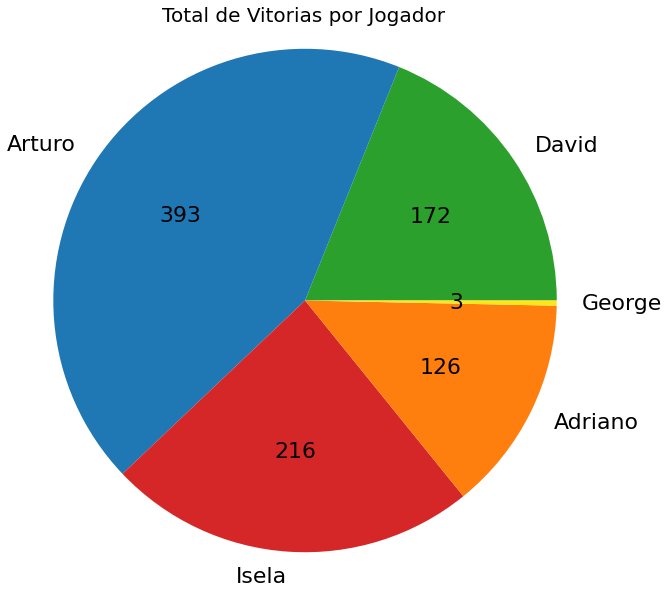 Total de Vitorias por Jogador
Arturo
David
393
172
George
3
Adriano
126
216
Isela